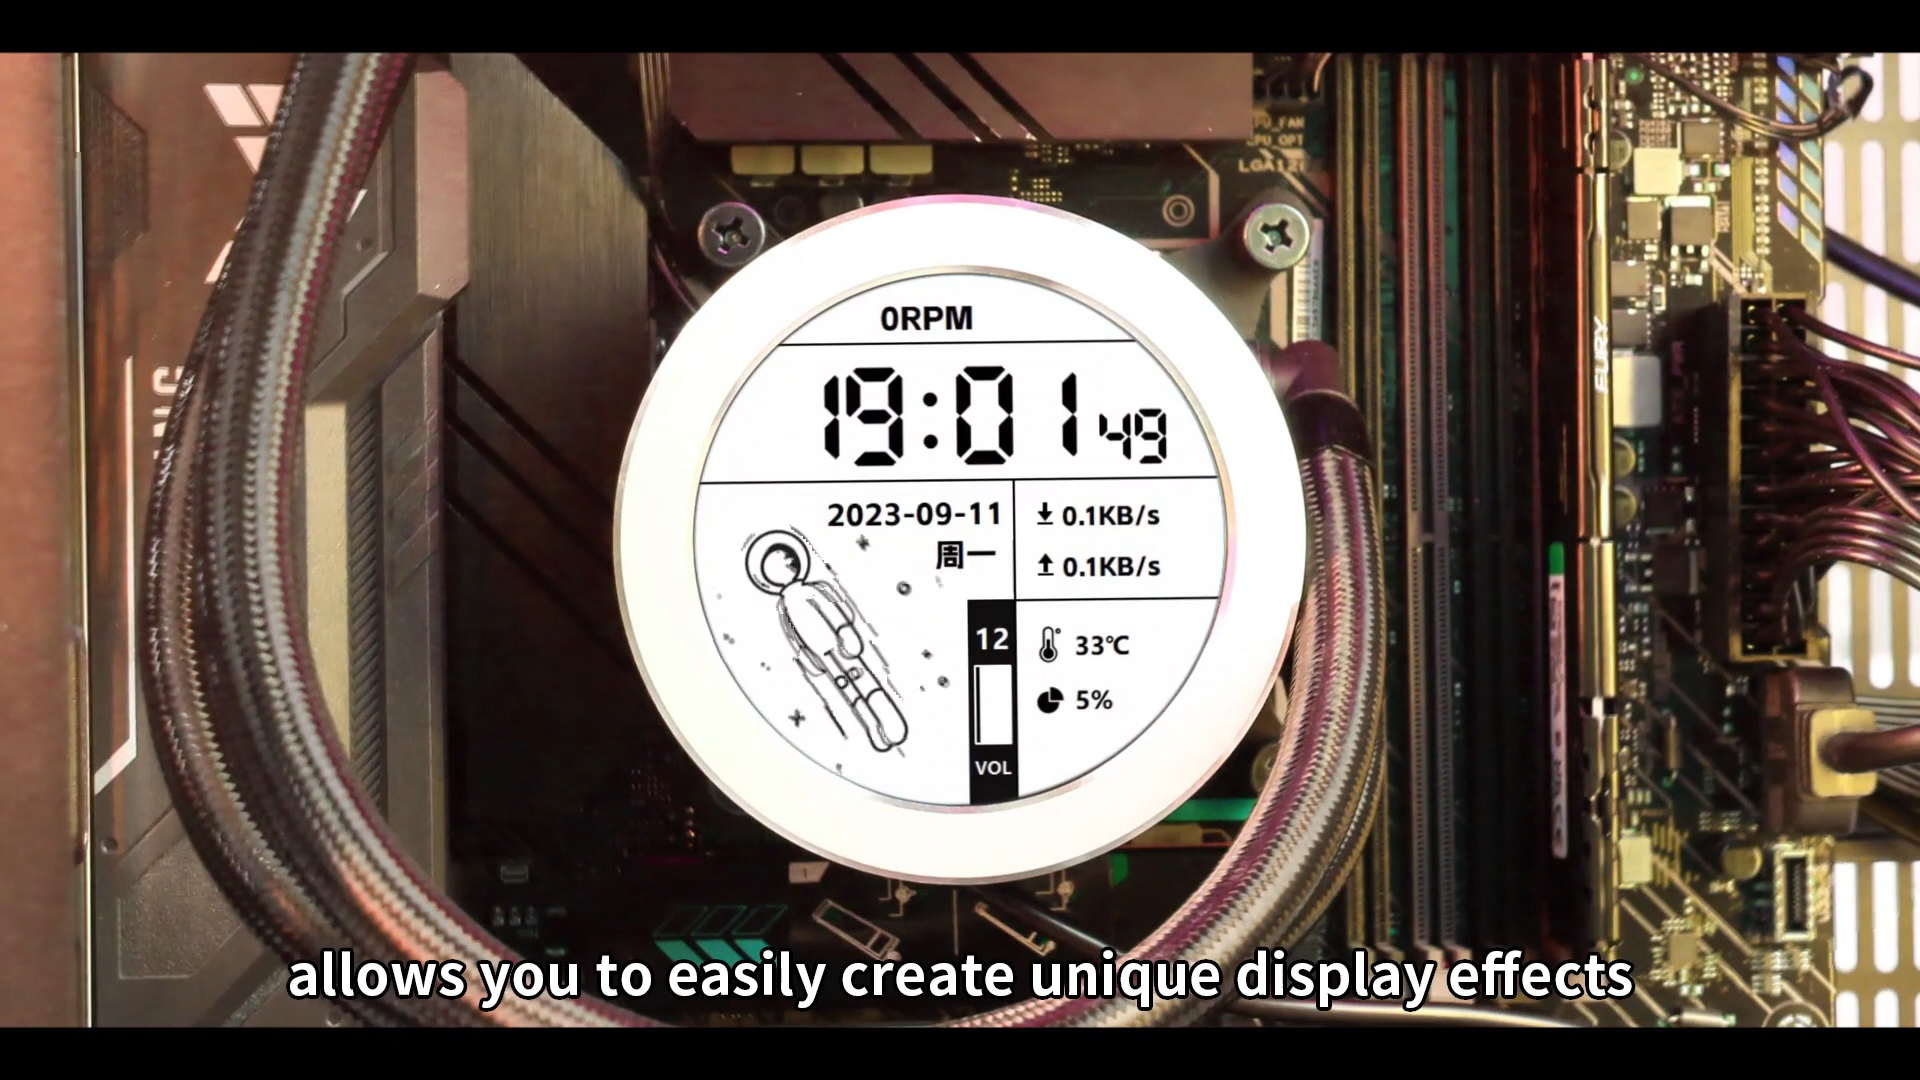 0RPM
19:01 49
2023-09-11
周一
0.1KB/s
0.1KB/s
12
33℃
5%
VOL
FURY
allows you to easily create unique display effects